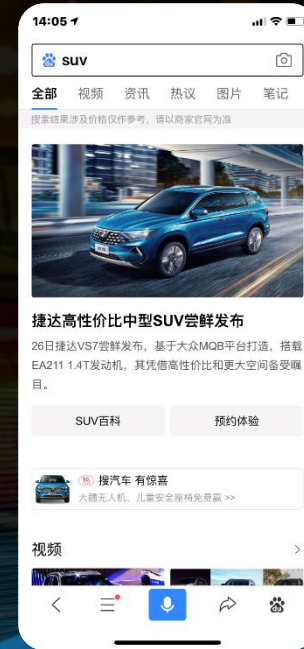 14:05
suv
全部 视频 资讯 热议 图片 笔记
搜索结果涉及价格仅作参考，请以商家官网为准
捷达高性价比中型SUV尝鲜发布
26日捷达VS7尝鲜发布，基于大众MQB平台打造，搭载
EA211 1.4T发动机，其凭借高性价比和更大空间备受瞩
目。
SUV百科 预约体验
热 搜汽车 有惊喜
大疆无人机、儿童安全座椅免费赢 >>
视频